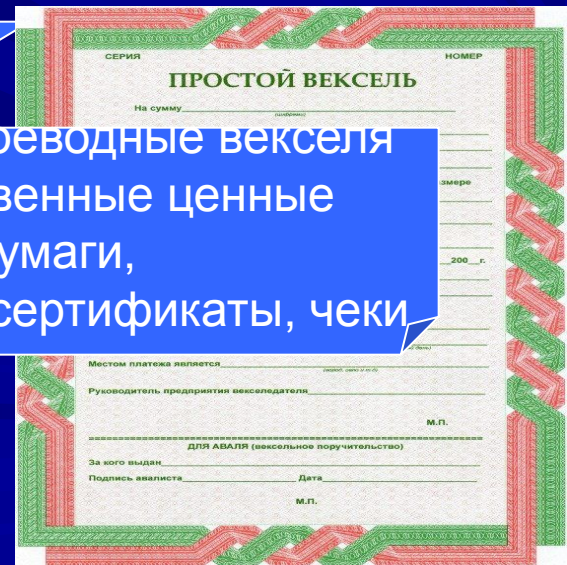 СЕРИЯ НОМЕР
ПРОСТОЙ ВЕКСЕЛЬ
На сумму
(цифрами)
реводные векселя
венные ценные
умаги,
сертификаты, чеки
змере
200 г.
Местом платежа является
Руководитель предприятия векселедателя
М.П.
ДЛЯ АВАЛЯ (вексельное поручительство)
За кого выдан
Подпись авалиста Дата
М.П.